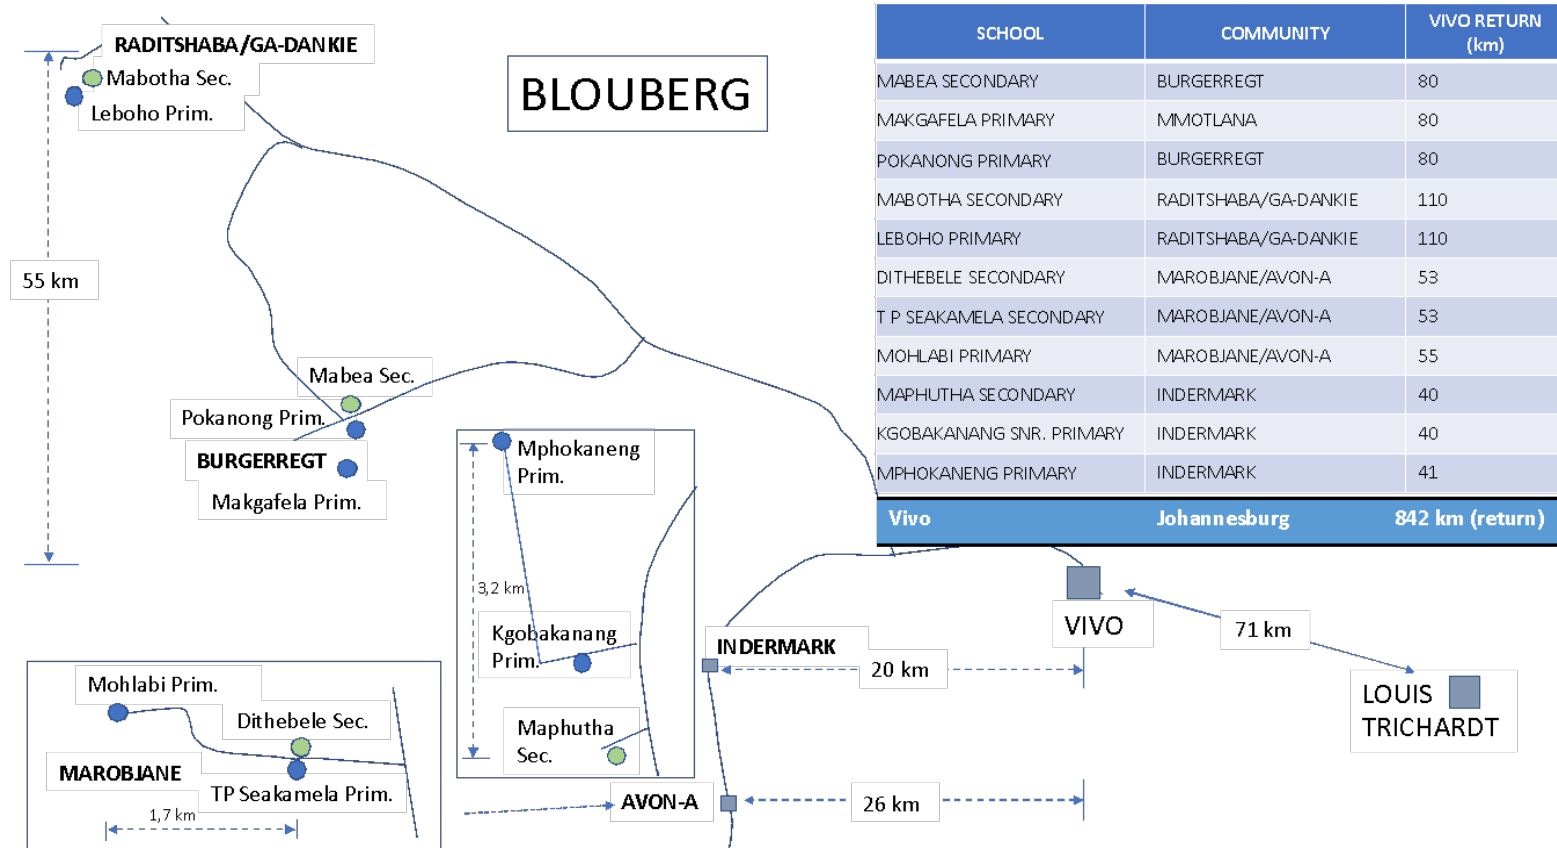 RADITSHABA/GA-DANKIE
Mabotha Sec.
Leboho Prim.
BLOUBERG
55 km
Mabea Sec.
Pokanong Prim.
BURGERREGT
Makgafela Prim.
Mphokaneng
Prim.
3,2 km
Kgobakanang
Prim.
Maphutha
Sec.
Mohlabi Prim.
Dithebele Sec.
MAROBJANE
TP Seakamela Prim.
1,7 km
INDERMARK
20 km
AVON-A
26 km
VIVO
71 km
LOUIS
TRICHARDT
SCHOOL COMMUNITY VIVO RETURN
(km)
MABEA SECONDARY BURGERREGT 80
MAKGAFELA PRIMARY MMOTLANA 80
POKANONG PRIMARY BURGERREGT 80
MABOTHA SECONDARY RADITSHABA/GA-DANKIE 110
LEBOHO PRIMARY RADITSHABA/GA-DANKIE 110
DITHEBELE SECONDARY MAROBJANE/AVON-A 53
T P SEAKAMELA SECONDARY MAROBJANE/AVON-A 53
MOHLABI PRIMARY MAROBJANE/AVON-A 55
MAPHUTHA SECONDARY INDERMARK 40
KGOBAKANANG SNR. PRIMARY INDERMARK 40
MPHOKANENG PRIMARY INDERMARK 41
Vivo Johannesburg 842 km (return)